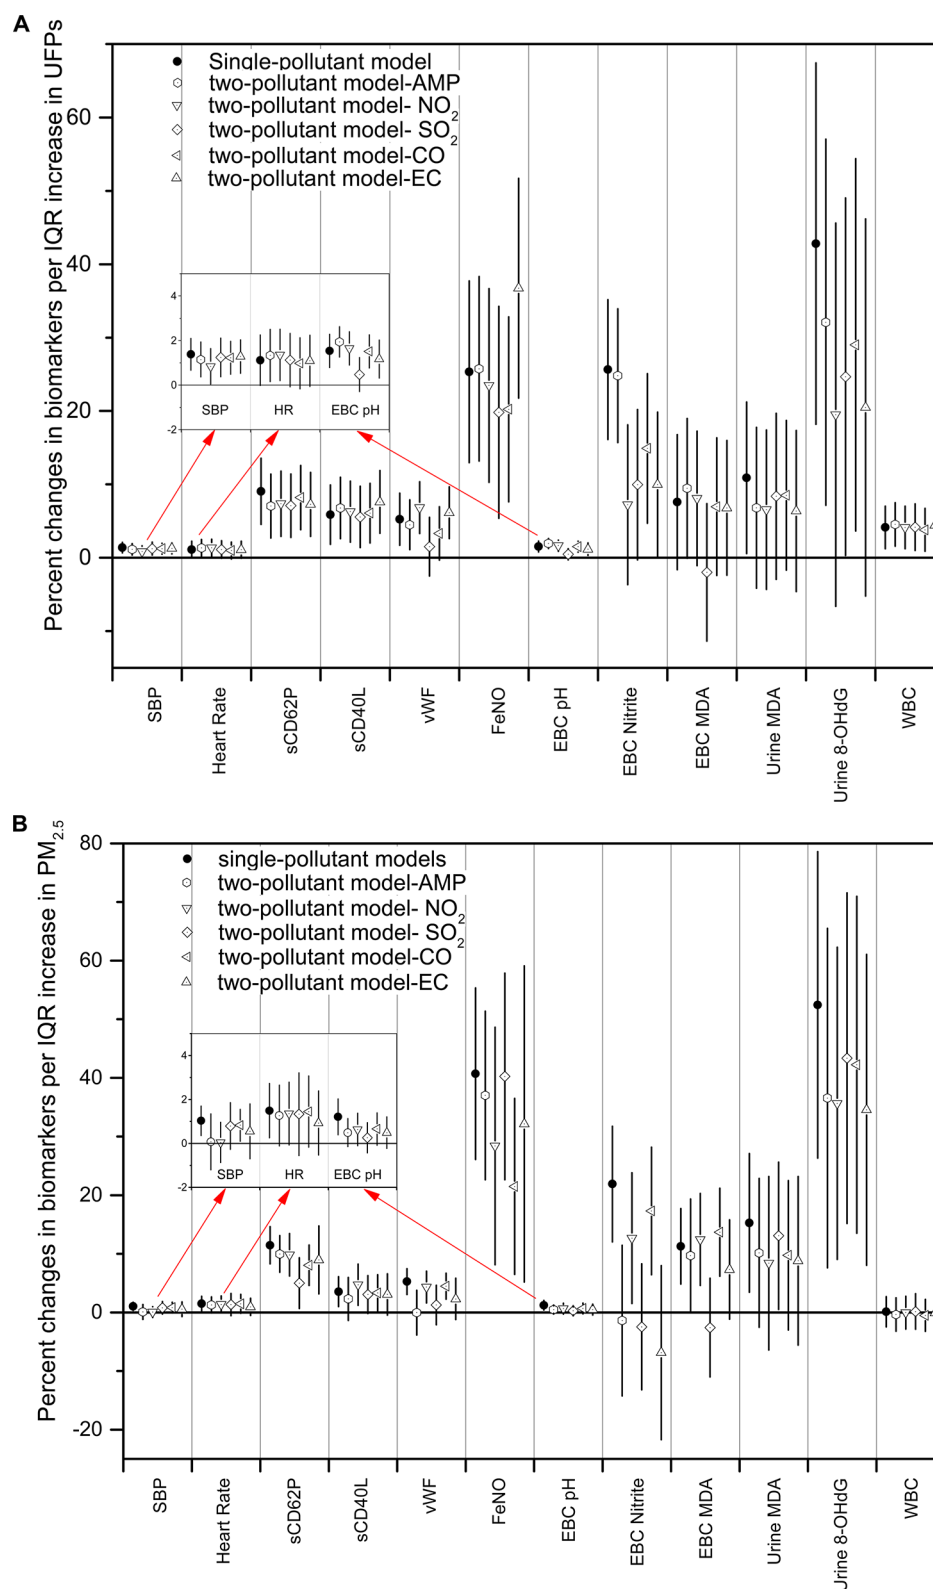 A
Percent changes in biomarkers per IQR increase in UFPs
Single-pollutant model
two-pollutant model-AMP
two-pollutant model- NO2
two-pollutant model- SO2
two-pollutant model-CO
two-pollutant model-EC
60
40
20
0
4
2
0
-2
SBP
HR
EBC pH
SBP
Heart Rate
sCD62P
sCD40L
vWF
FeNO
EBC pH
EBC Nitrite
EBC MDA
Urine MDA
Urine 8-OHdG
WBC
B
Percent changes in biomarkers per IQR increase in PM2.5
single-pollutant models
two-pollutant model-AMP
two-pollutant model- NO2
two-pollutant model- SO2
two-pollutant model-CO
two-pollutant model-EC
80
60
40
20
0
-20
4
2
0
-2
SBP
HR
EBC pH
SBP
Heart Rate
sCD62P
sCD40L
vWF
FeNO
EBC pH
EBC Nitrite
EBC MDA
Urine MDA
Urine 8-OHdG
WBC